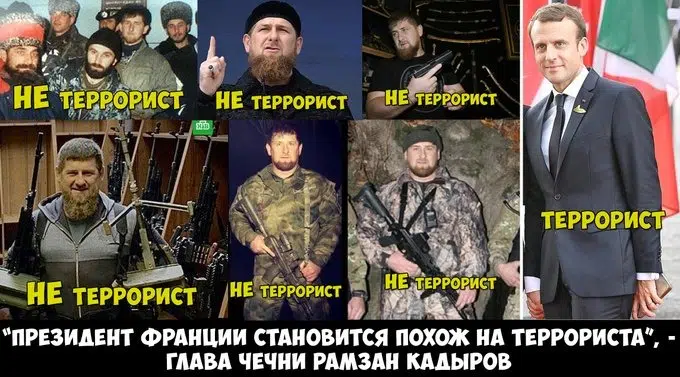 НЕ ТЕРРОРИСТ
НЕ ТЕРРОРИСТ
НЕ ТЕРРОРИСТ
НТВ
НЕ ТЕРРОРИСТ
НЕ ТЕРРОРИСТ
НЕ ТЕРРОРИСТ
ТЕРРОРИСТ
"ПРЕЗИДЕНТ ФРАНЦИИ СТАНОВИТСЯ ПОХОЖ НА ТЕРРОРИСТА", -
ГЛАВА ЧЕЧНИ РАМЗАН КАДЫРОВ